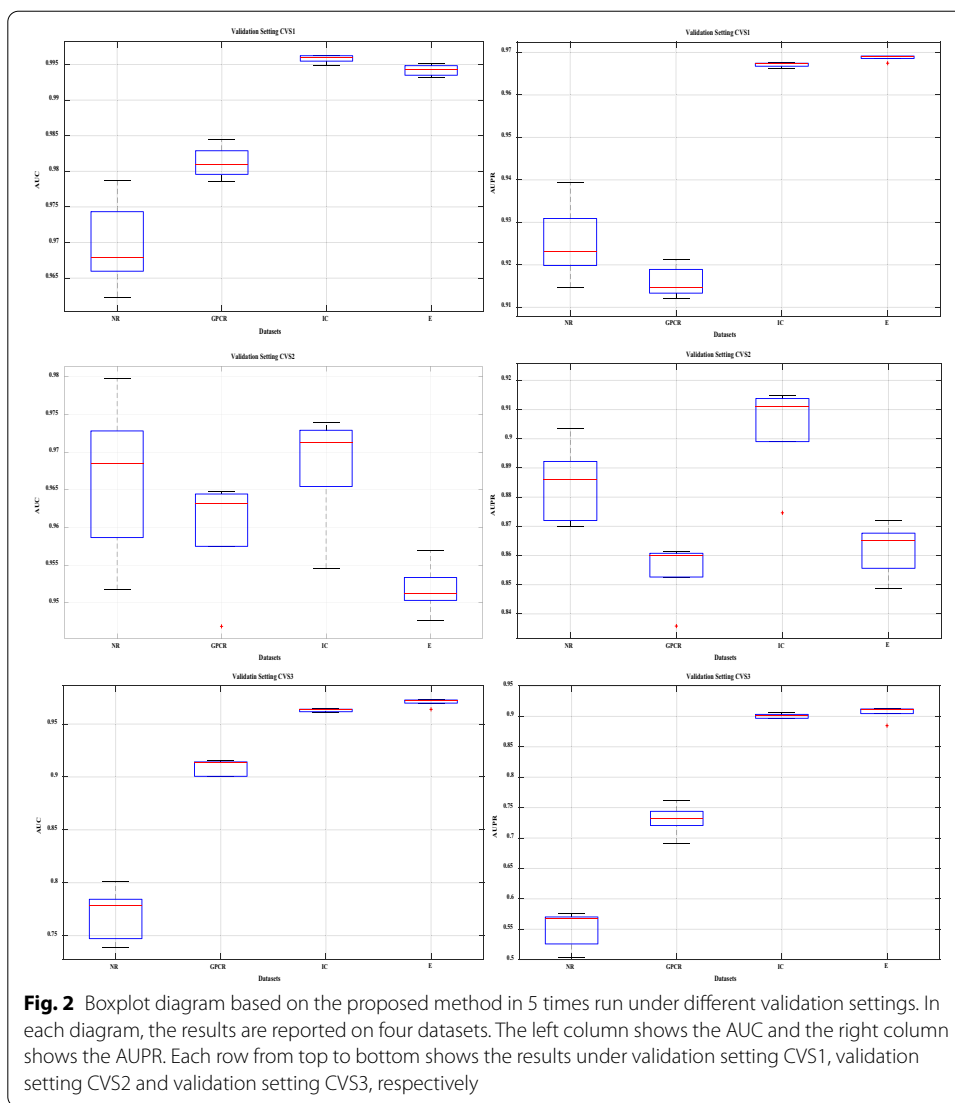 Validation Setting CVS1
0.995
0.99
0.985
0.98
0.975
0.97
0.965
AUC
NR
GPCR
IC
E
Datasets
Validation Setting CVS1
0.97
0.96
0.95
0.94
0.93
0.92
0.91
AUPR
NR
GPCR
IC
E
Datasets
Validation Setting CVS2
0.98
0.975
0.97
0.965
0.96
0.955
0.95
AUC
NR
GPCR
IC
E
Datasets
Validation Setting CVS2
0.92
0.91
0.9
0.89
0.88
0.87
0.86
0.85
0.84
AUPR
NR
GPCR
IC
E
Datasets
Validatin Setting CVS3
0.95
0.9
0.85
0.8
0.75
AUC
NR
GPCR
IC
E
Datasets
Validation Setting CVS3
0.95
0.9
0.85
0.8
0.75
0.7
0.65
0.6
0.55
0.5
AUPR
NR
GPCR
IC
E
Datasets
Fig. 2 Boxplot diagram based on the proposed method in 5 times run under different validation settings. In
each diagram, the results are reported on four datasets. The left column shows the AUC and the right column
shows the AUPR. Each row from top to bottom shows the results under validation setting CVS1, validation
setting CVS2 and validation setting CVS3, respectively